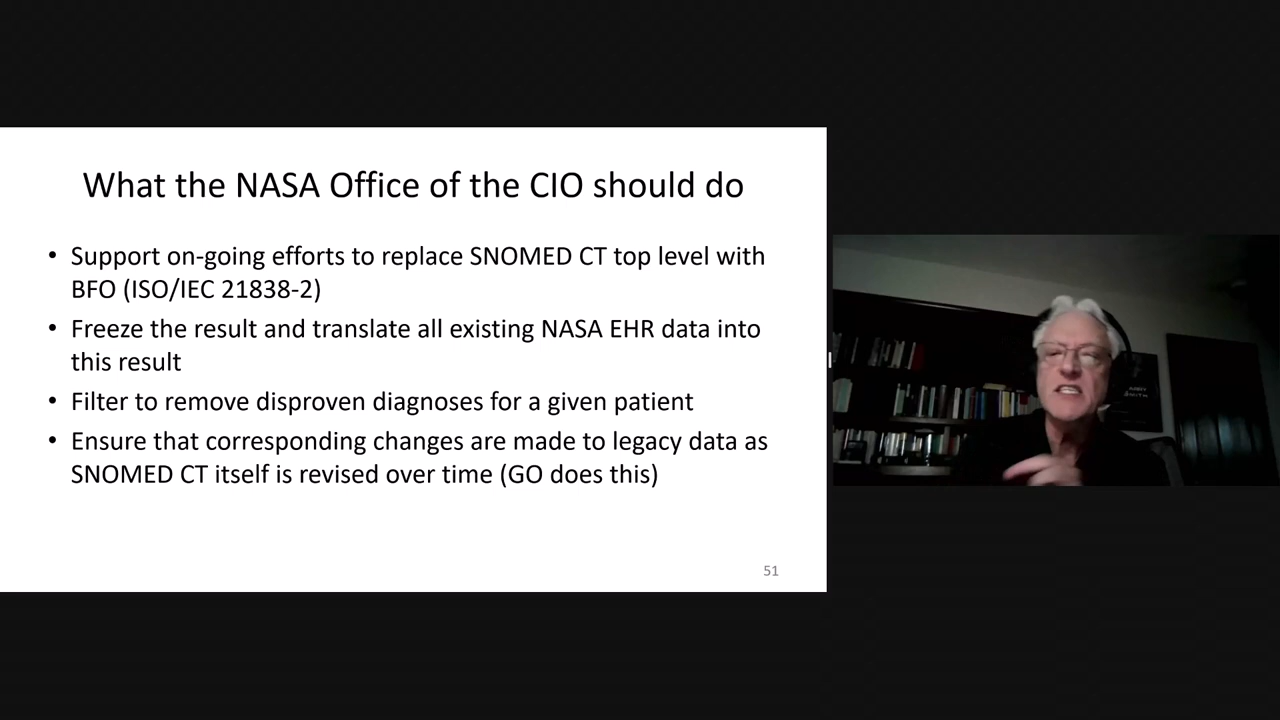 What the NASA Office of the CIO should do
• Support on-going efforts to replace SNOMED CT top level with
BFO (ISO/IEC 21838-2)
• Freeze the result and translate all existing NASA EHR data into
this result
• Filter to remove disproven diagnoses for a given patient
• Ensure that corresponding changes are made to legacy data as
SNOMED CT itself is revised over time (GO does this)
51